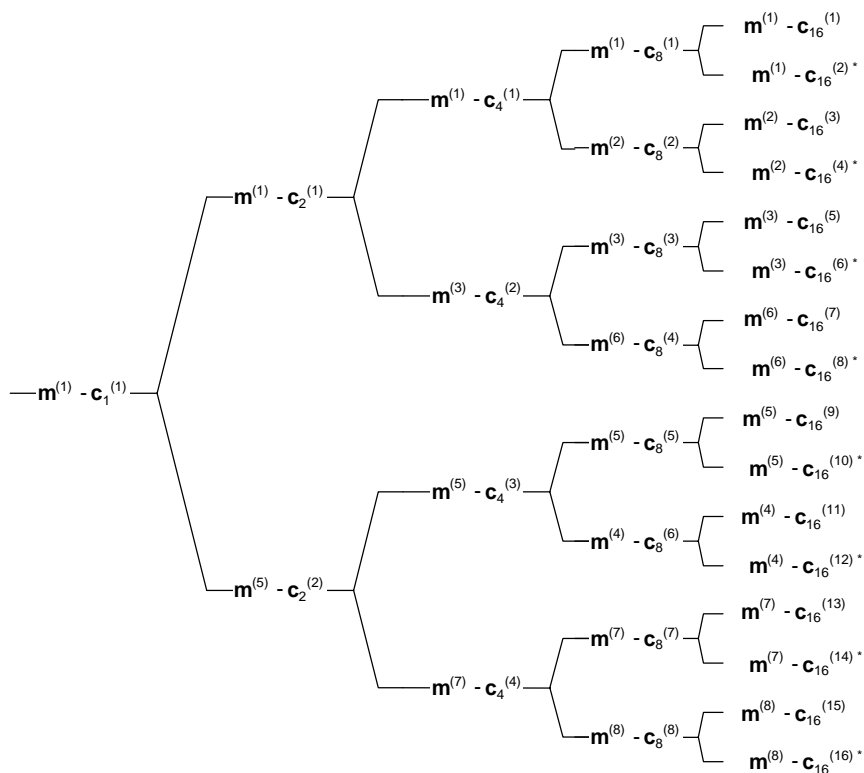 m(1) - c16(1)
m(1) - c8(1)
m(1) - c16(2) *
m(1) - c4(1)
m(2) - c16(3)
m(2) - c8(2)
m(2) - c16(4) *
m(1) - c2(1)
m(3) - c16(5)
m(3) - c8(3)
m(3) - c16(6) *
m(3) - c4(2)
m(6) - c16(7)
m(6) - c8(4)
m(6) - c16(8) *
m(1) - c1(1)
m(5) - c16(9)
m(5) - c8(5)
m(5) - c16(10) *
m(5) - c4(3)
m(4) - c16(11)
m(4) - c8(6)
m(4) - c16(12) *
m(5) - c2(2)
m(7) - c16(13)
m(7) - c8(7)
m(7) - c16(14) *
m(7) - c4(4)
m(8) - c16(15)
m(8) - c8(8)
m(8) - c16(16) *